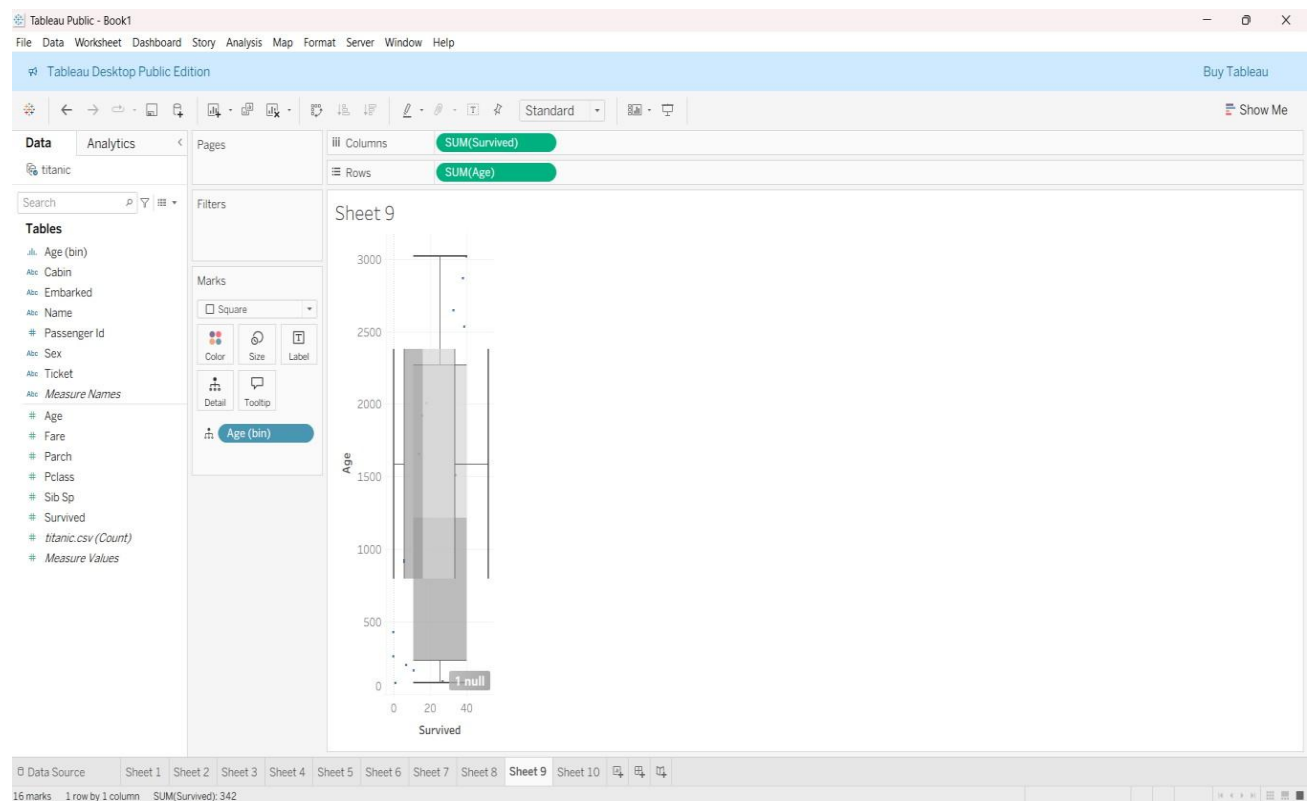 Tableau Public - Book1
File Data Worksheet Dashboard Story Analysis Map Format Server Window Help
Tableau Desktop Public Edition
Buy Tableau
Standard
Show Me
Data
Analytics
Pages
Columns
SUM(Survived)
titanic
Rows
SUM(Age)
Search
Filters
Sheet 9
Tables
Age (bin)
Abc Cabin
Abc Embarked
Abc Name
# Passenger Id
Abc Sex
Abc Ticket
Abc Measure Names
# Age
# Fare
# Parch
# Pclass
# Sib Sp
# Survived
# titanic.csv (Count)
# Measure Values
Marks
Square
Color
Size
Label
Detail
Tooltip
Age (bin)
3000
2500
2000
1500
1000
500
0
Age
1 null
0 20 40
Survived
Data Source Sheet 1 Sheet 2 Sheet 3 Sheet 4 Sheet 5 Sheet 6 Sheet 7 Sheet 8 Sheet 9 Sheet 10
16 marks 1 row by 1 column SUM(Survived): 342